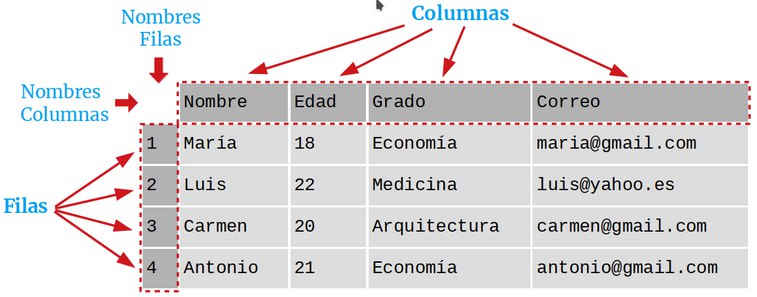 Columnas
Nombres
Filas
Nombres
Columnas
Nombre Edad Grado Correo
1 María 18 Economía maria@gmail.com
2 Luis 22 Medicina luis@yahoo.es
Filas
3 Carmen 20 Arquitectura carmen@gmail.com
4 Antonio 21 Economía antonio@gmail.com